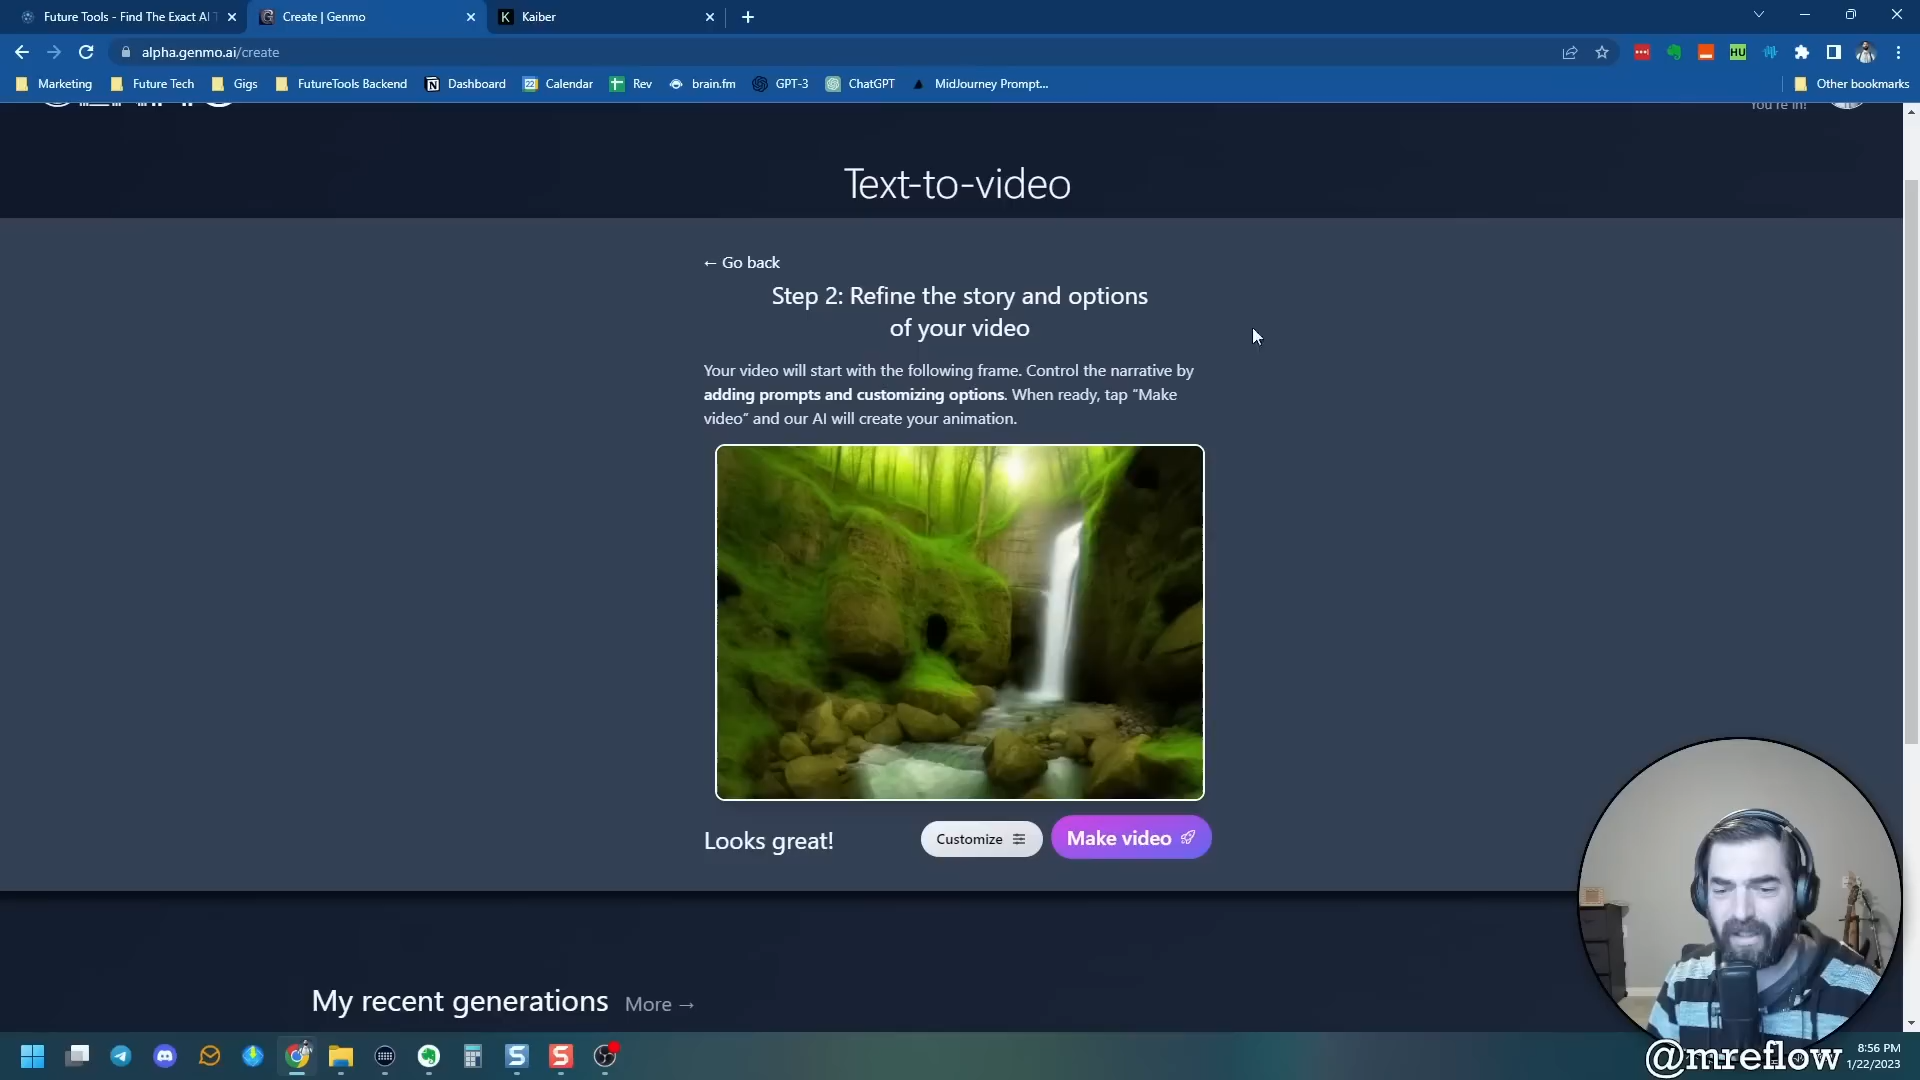 Future Tools - Find The Exact AI T
Create | Genmo
Kaiber
alpha.genmo.ai/create
Marketing
Future Tech
Gigs
FutureTools Backend
Dashboard
Calendar
Rev
brain.fm
GPT-3
ChatGPT
MidJourney Prompt...
Other bookmarks
You're in!
Text-to-video
← Go back
Step 2: Refine the story and options
of your video
Your video will start with the following frame. Control the narrative by
adding prompts and customizing options. When ready, tap “Make
video” and our AI will create your animation.
Looks great!
Customize
Make video
My recent generations More →
@mreflow
8:56 PM
1/22/2023